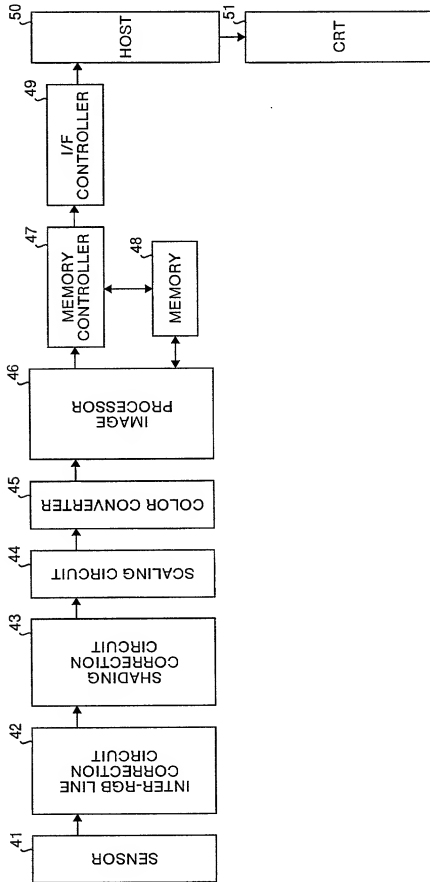 41
SENSOR
42
INTER-RGB LINE
CORRECTION
CIRCUIT
43
SHADING
CORRECTION
CIRCUIT
44
SCALING CIRCUIT
45
COLOR CONVERTER
46
IMAGE
PROCESSOR
47
MEMORY
CONTROLLER
48
MEMORY
49
I/F
CONTROLLER
50
HOST
51
CRT